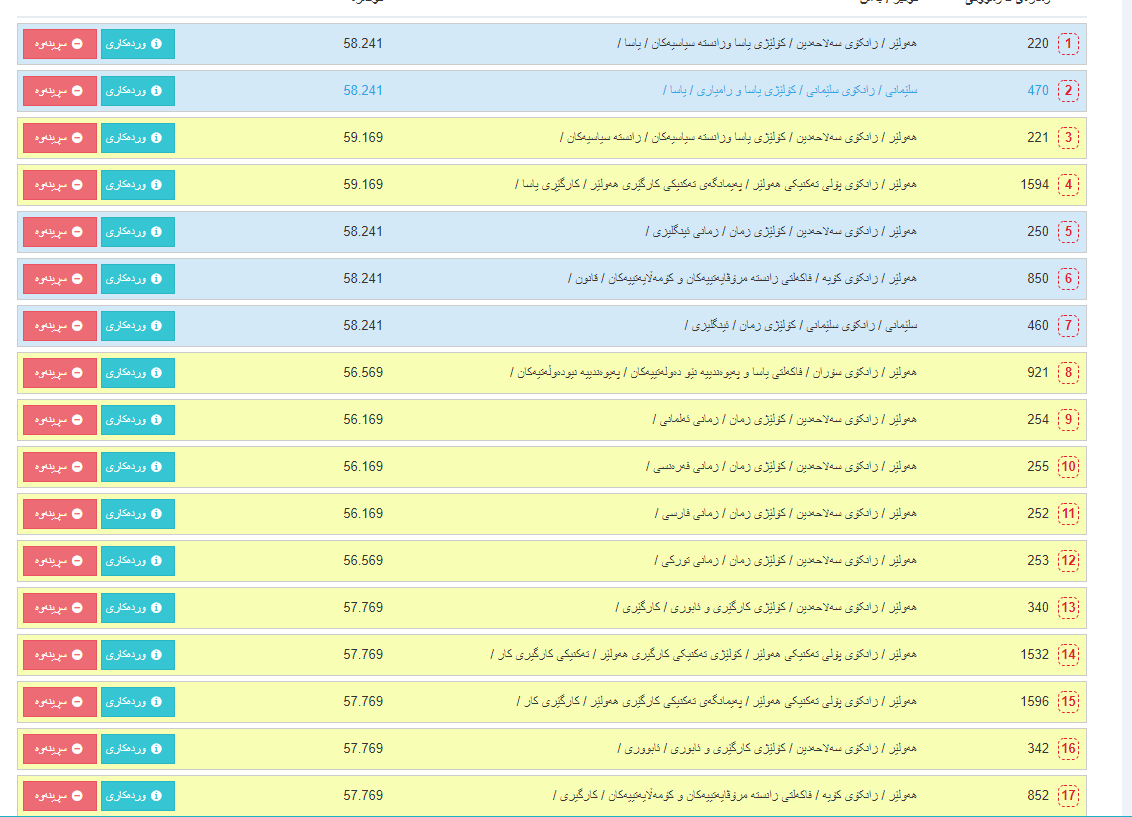 1 220 هەولێر / زانکۆی سەلاحەدین / کۆلێژی یاسا وزانستە سیاسیەکان / یاسا / 58.241 وردەکاری سڕینەوە
2 470 سلێمانی / زانکۆی سلێمانی / کۆلێژی یاسا و رامیاری / یاسا / 58.241 وردەکاری سڕینەوە
3 221 هەولێر / زانکۆی سەلاحەدین / کۆلێژی یاسا وزانستە سیاسیەکان / زانستە سیاسیەکان / 59.169 وردەکاری سڕینەوە
4 1594 هەولێر / زانکۆی پۆلی تەکنیکی هەولێر / پەیمانگەی تەکنیکی کارگێری هەولێر / کارگێری یاسا / 59.169 وردەکاری سڕینەوە
5 250 هەولێر / زانکۆی سەلاحەدین / کۆلێژی زمان / زمانی ئینگلیزی / 58.241 وردەکاری سڕینەوە
6 850 هەولێر / زانکۆی کۆیە / فاکەلتی زانستە مرۆڤایەتییەکان و کۆمەڵایەتییەکان / قانون / 58.241 وردەکاری سڕینەوە
7 460 سلێمانی / زانکۆی سلێمانی / کۆلێژی زمان / ئینگلیزی / 58.241 وردەکاری سڕینەوە
8 921 هەولێر / زانکۆی سۆران / فاکەلتی یاسا و پەیوەندییە نێو دەوڵەتییەکان / پەیوەندییە نیودەوڵەتیەکان / 56.569 وردەکاری سڕینەوە
9 254 هەولێر / زانکۆی سەلاحەدین / کۆلێژی زمان / زمانی ئەلمانی / 56.169 وردەکاری سڕینەوە
10 255 هەولێر / زانکۆی سەلاحەدین / کۆلێژی زمان / زمانی فەرەنسی / 56.169 وردەکاری سڕینەوە
11 252 هەولێر / زانکۆی سەلاحەدین / کۆلێژی زمان / زمانی فارسی / 56.169 وردەکاری سڕینەوە
12 253 هەولێر / زانکۆی سەلاحەدین / کۆلێژی زمان / زمانی تورکی / 56.569 وردەکاری سڕینەوە
13 340 هەولێر / زانکۆی سەلاحەدین / کۆلێژی کارگێری و ئابوری / کارگێری / 57.769 وردەکاری سڕینەوە
14 1532 هەولێر / زانکۆی پۆلی تەکنیکی هەولێر / کۆلێژی تەکنیکی کارگێری هەولێر / تەکنیکی کارگێری کار / 57.769 وردەکاری سڕینەوە
15 1596 هەولێر / زانکۆی پۆلی تەکنیکی هەولێر / پەیمانگەی تەکنیکی کارگێری هەولێر / کارگێری کار / 57.769 وردەکاری سڕینەوە
16 342 هەولێر / زانکۆی سەلاحەدین / کۆلێژی کارگێری و ئابوری / ئابووری / 57.769 وردەکاری سڕینەوە
17 852 هەولێر / زانکۆی کۆیە / فاکەلتی زانستە مرۆڤایەتییەکان و کۆمەڵایەتییەکان / کارگێری / 57.769 وردەکاری سڕینەوە